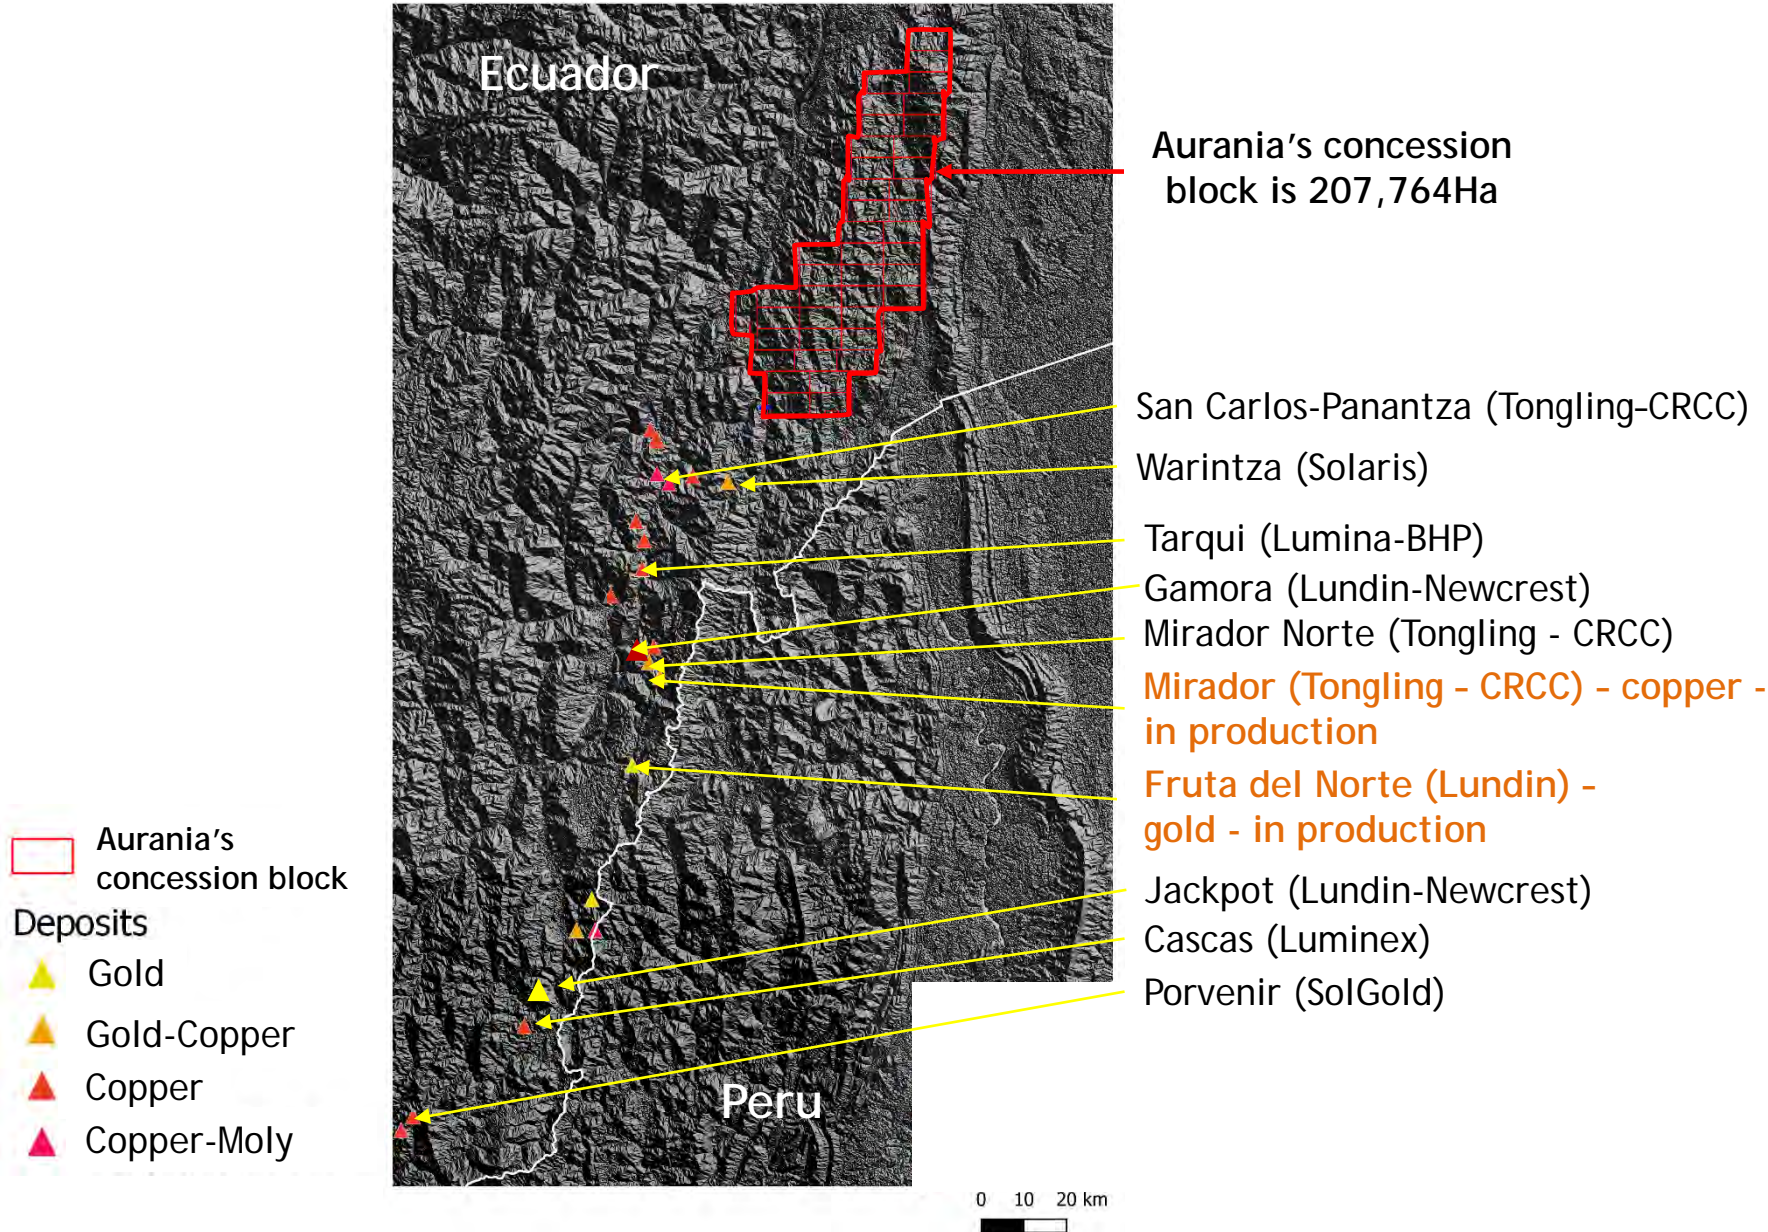 Ecuador
Aurania's concession
block is 207,764Ha
San Carlos-Panantza (Tongling-CRCC)
Warintza (Solaris)
Tarqui (Lumina-BHP)
Gamora (Lundin-Newcrest)
Mirador Norte (Tongling - CRCC)
Mirador (Tongling - CRCC) - copper -
in production
Fruta del Norte (Lundin) -
gold - in production
Jackpot (Lundin-Newcrest)
Cascas (Luminex)
Porvenir (SolGold)
Peru
Aurania's
concession block
Deposits
Gold
Gold-Copper
Copper
Copper-Moly
0 10 20 km